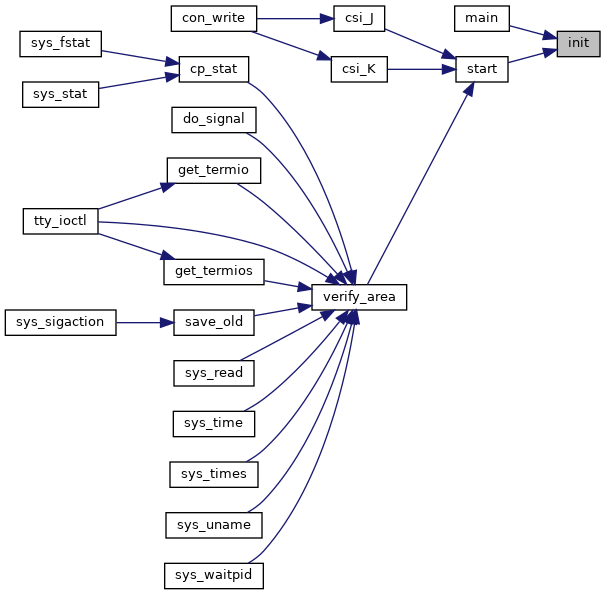 con_write
csi_J
main
sys_fstat
init
cp_stat
csi_K
start
sys_stat
do_signal
get_termio
tty_ioctl
get_termios
verify_area
sys_sigaction
save_old
sys_read
sys_time
sys_times
sys_uname
sys_waitpid